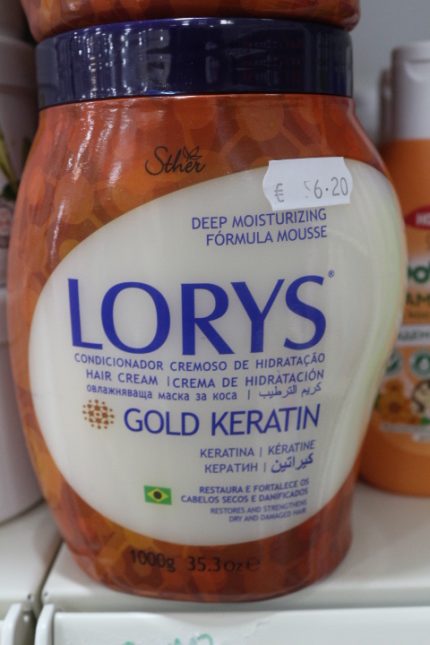 Sther
€ 6.20
DEEP MOISTURIZING
FÓRMULA MOUSSE
LORYS®
CONDICIONADOR CREMOSO DE HIDRATAÇÃO
HAIR CREAM | CREMA DE HIDRATACIÓN
овлажняваща маска за коса | كريم الترطيب
GOLD KERATIN
KERATINA | KÉRATINE
КЕРАТИН | كيراتين
RESTAURA E FORTALECE OS
CABELOS SECOS E DANIFICADOS
RESTORES AND STRENGTHENS
DRY AND DAMAGED HAIR
1000g 35.3oz℮